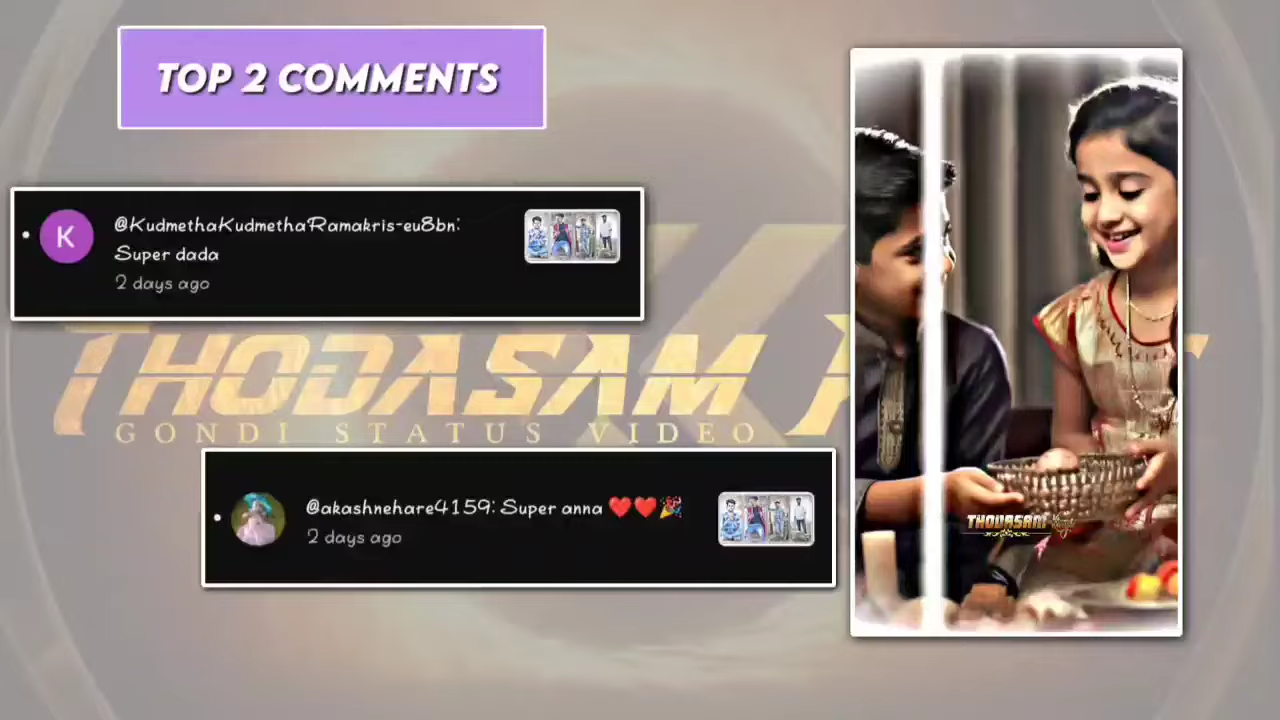 TOP 2 COMMENTS
K
@KudmethaKudmethaRamakris-eu8bn:
Super dada
2 days ago
THODASAM
GONDI STATUS VIDEO
@akashnehare4159: Super anna ❤️❤️🎉
2 days ago
THODASAM